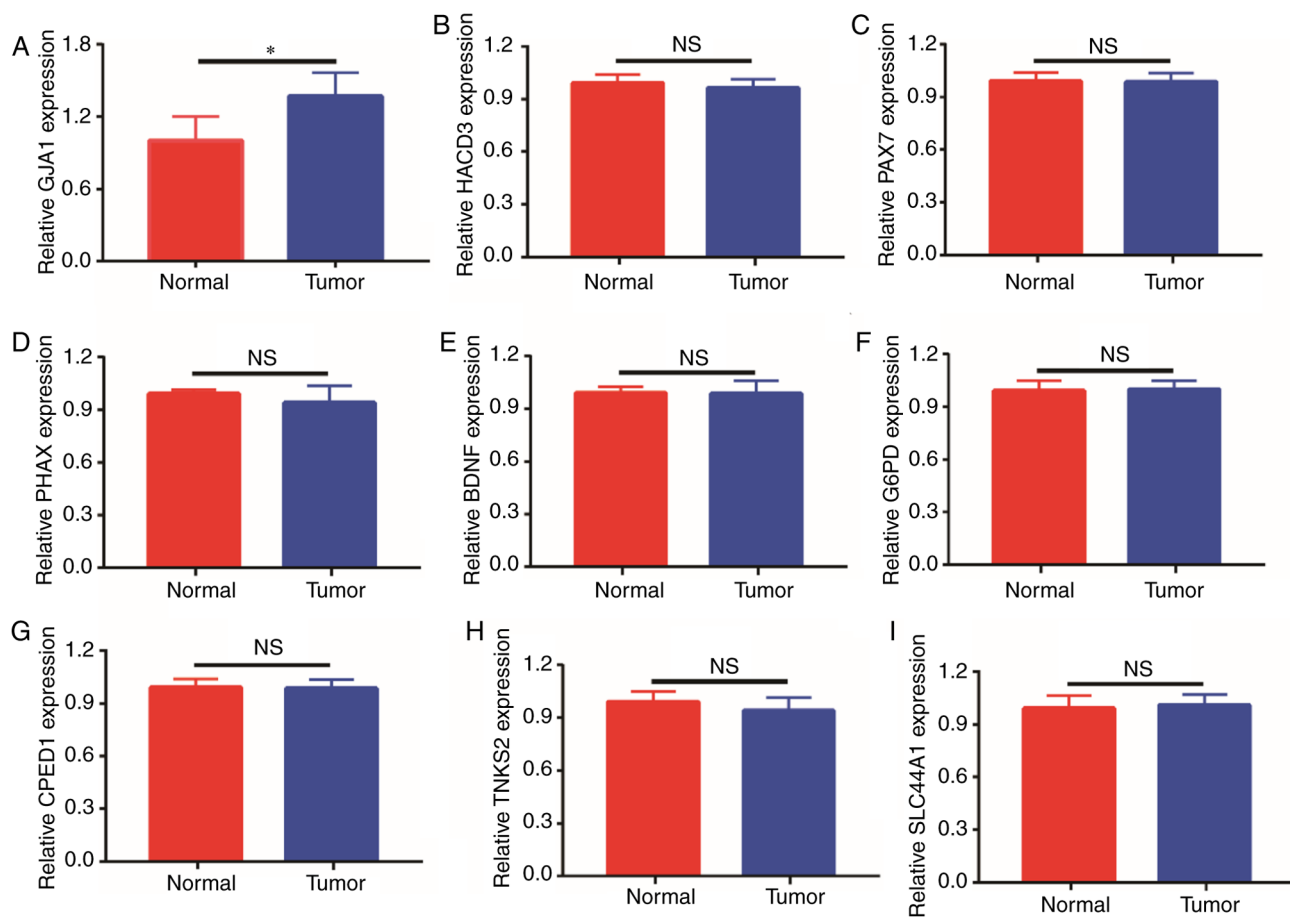 A
Relative GJA1 expression
1.8
1.2
0.6
0.0
*
Normal
Tumor
B
Relative HACD3 expression
1.2
0.9
0.6
0.3
0.0
NS
Normal
Tumor
C
Relative PAX7 expression
1.2
0.9
0.6
0.3
0.0
NS
Normal
Tumor
D
Relative PHAX expression
1.2
0.9
0.6
0.3
0.0
NS
Normal
Tumor
E
Relative BDNF expression
1.2
0.9
0.6
0.3
0.0
NS
Normal
Tumor
F
Relative G6PD expression
1.2
0.9
0.6
0.3
0.0
NS
Normal
Tumor
G
Relative CPED1 expression
1.2
0.9
0.6
0.3
0.0
NS
Normal
Tumor
H
Relative TNKS2 expression
1.2
0.9
0.6
0.3
0.0
NS
Normal
Tumor
I
Relative SLC44A1 expression
1.2
0.9
0.6
0.3
0.0
NS
Normal
Tumor